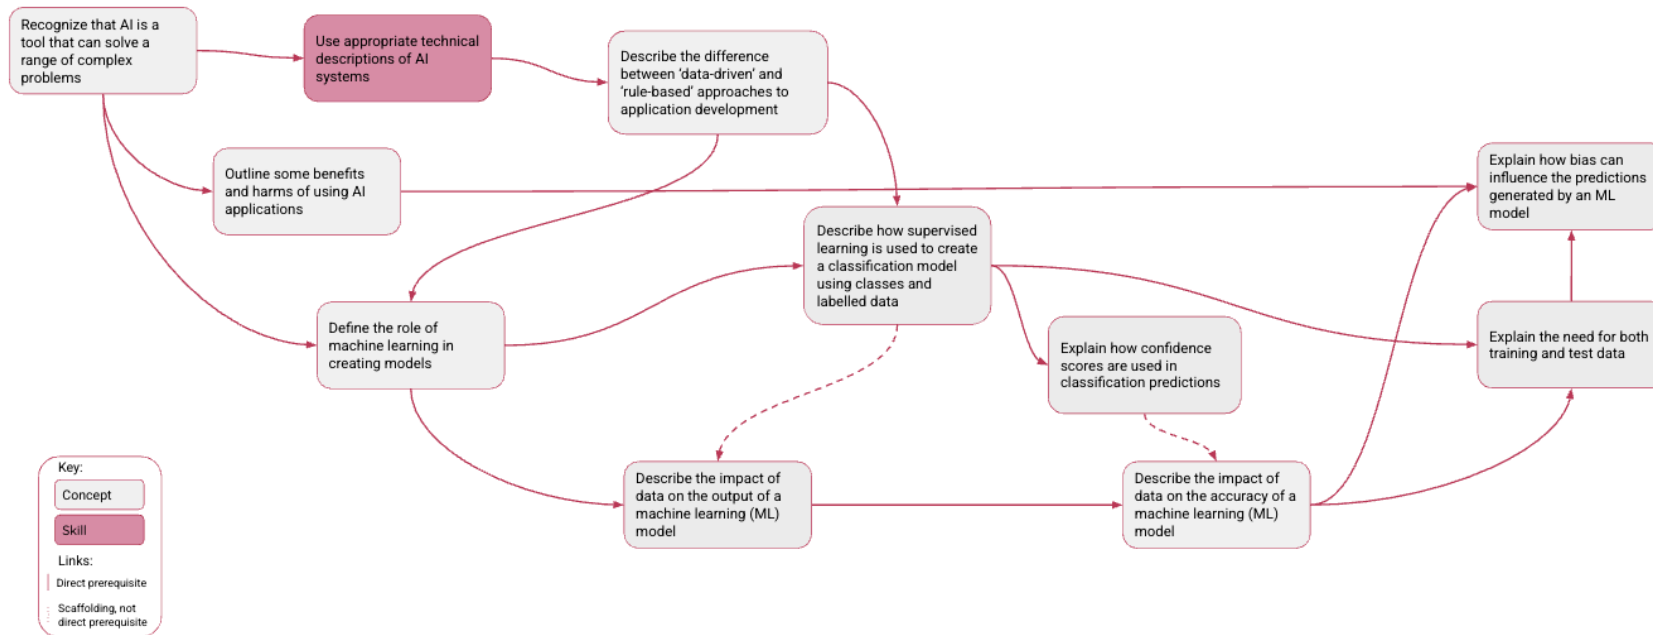 Recognize that AI is a
tool that can solve a
range of complex
problems
Use appropriate technical
descriptions of AI
systems
Describe the difference
between ‘data-driven’ and
‘rule-based’ approaches to
application development
Outline some benefits
and harms of using AI
applications
Explain how bias can
influence the predictions
generated by an ML
model
Describe how supervised
learning is used to create
a classification model
using classes and
labelled data
Define the role of
machine learning in
creating models
Explain how confidence
scores are used in
classification predictions
Explain the need for both
training and test data
Describe the impact of
data on the output of a
machine learning (ML)
model
Describe the impact of
data on the accuracy of a
machine learning (ML)
model
Key:
Concept
Skill
Links:
Direct prerequisite
Scaffolding, not
direct prerequisite